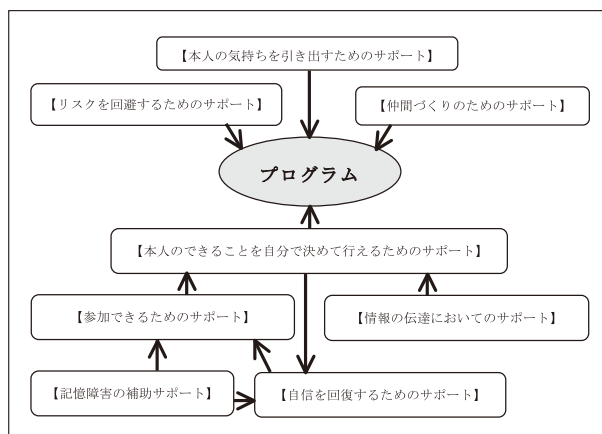 【本人の気持ちを引き出すためのサポート】
【リスクを回避するためのサポート】
【仲間づくりのためのサポート】
プログラム
【本人のできることを自分で決めて行えるためのサポート】
【参加できるためのサポート】
【情報の伝達においてのサポート】
【記憶障害の補助サポート】
【自信を回復するためのサポート】